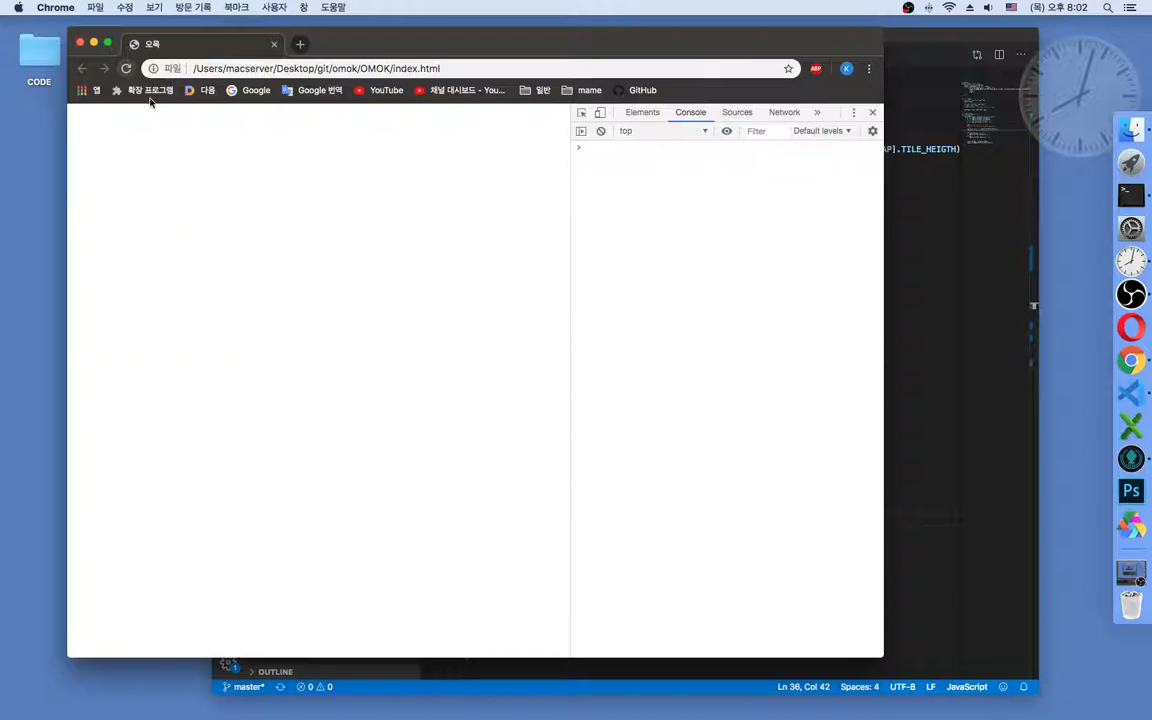 Chrome 파일 수정 보기 방문 기록 북마크 사용자 창 도움말 (목) 오후 8:02
오목
파일 /Users/macserver/Desktop/git/omok/OMOK/index.html ABP K
앱 확장 프로그램 다음 Google Google 번역 YouTube 채널 대시보드 - You... 일반 mame GitHub
CODE
Elements Console Sources Network »
top Filter Default levels
AP].TILE_HEIGTH)
Ps
1 OUTLINE
master* 0 0 Ln 36, Col 42 Spaces: 4 UTF-8 LF JavaScript